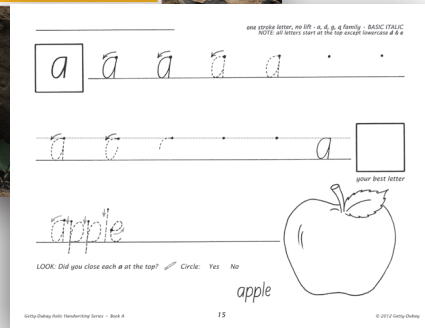 one stroke letter, no lift - a, d, g, q family - BASIC ITALIC
NOTE: all letters start at the top except lowercase d & e
a a a a a
a a a
your best letter
apple
LOOK: Did you close each a at the top? Circle: Yes No
apple
Getty-Dubay Italic Handwriting Series - Book A 15 © 2012 Getty-Dubay